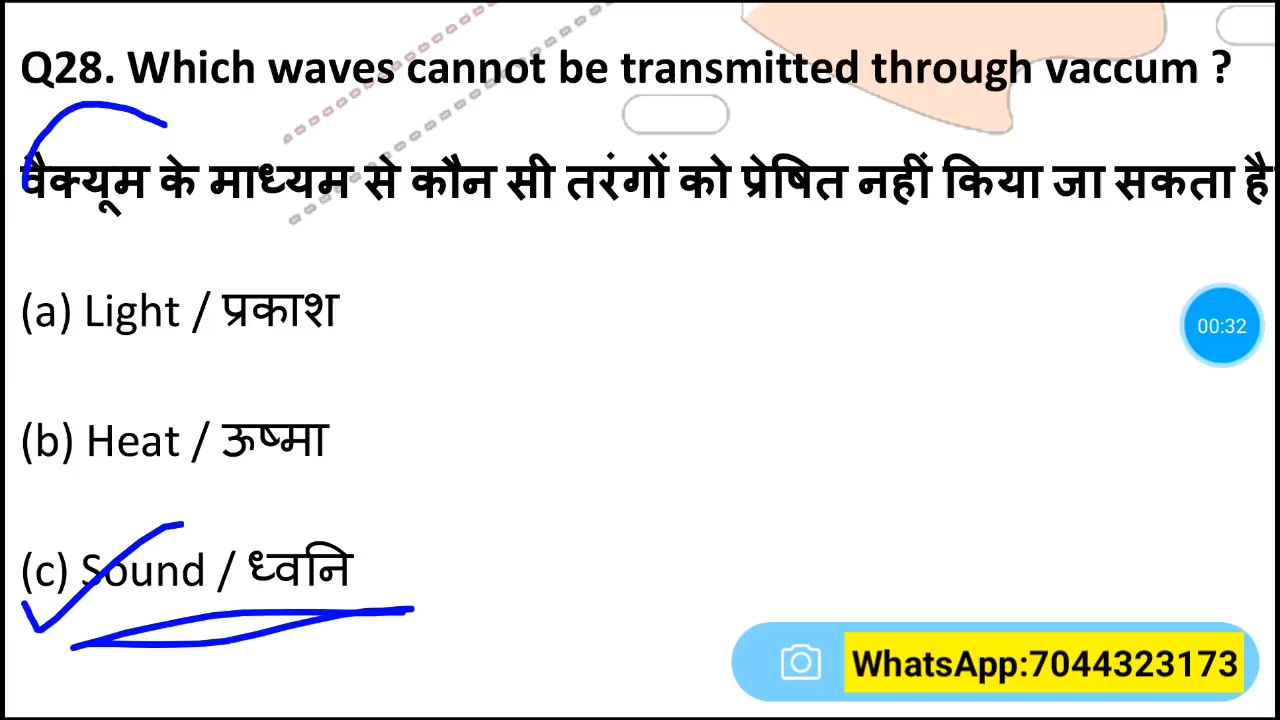 Q28. Which waves cannot be transmitted through vaccum ?
वैक्यूम के माध्यम से कौन सी तरंगों को प्रेषित नहीं किया जा सकता है
(a) Light / प्रकाश
(b) Heat / ऊष्मा
00:32
(c) Sound / ध्वनि
WhatsApp:7044323173